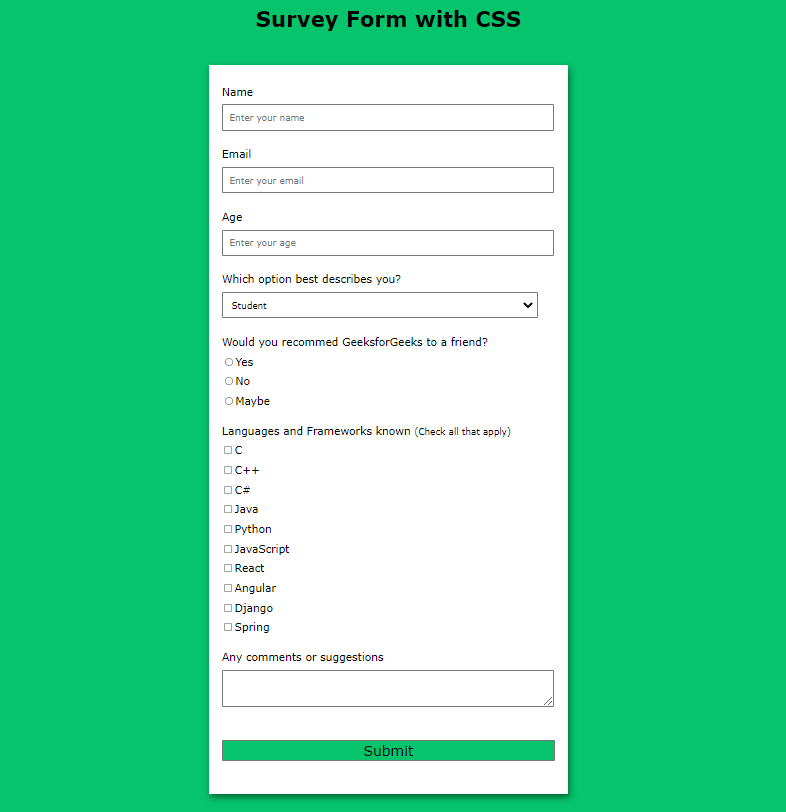 Survey Form with CSS
Name
Enter your name
Email
Enter your email
Age
Enter your age
Which option best describes you?
Student
Would you recommed GeeksforGeeks to a friend?
Yes
No
Maybe
Languages and Frameworks known (Check all that apply)
C
C++
C#
Java
Python
JavaScript
React
Angular
Django
Spring
Any comments or suggestions
Submit